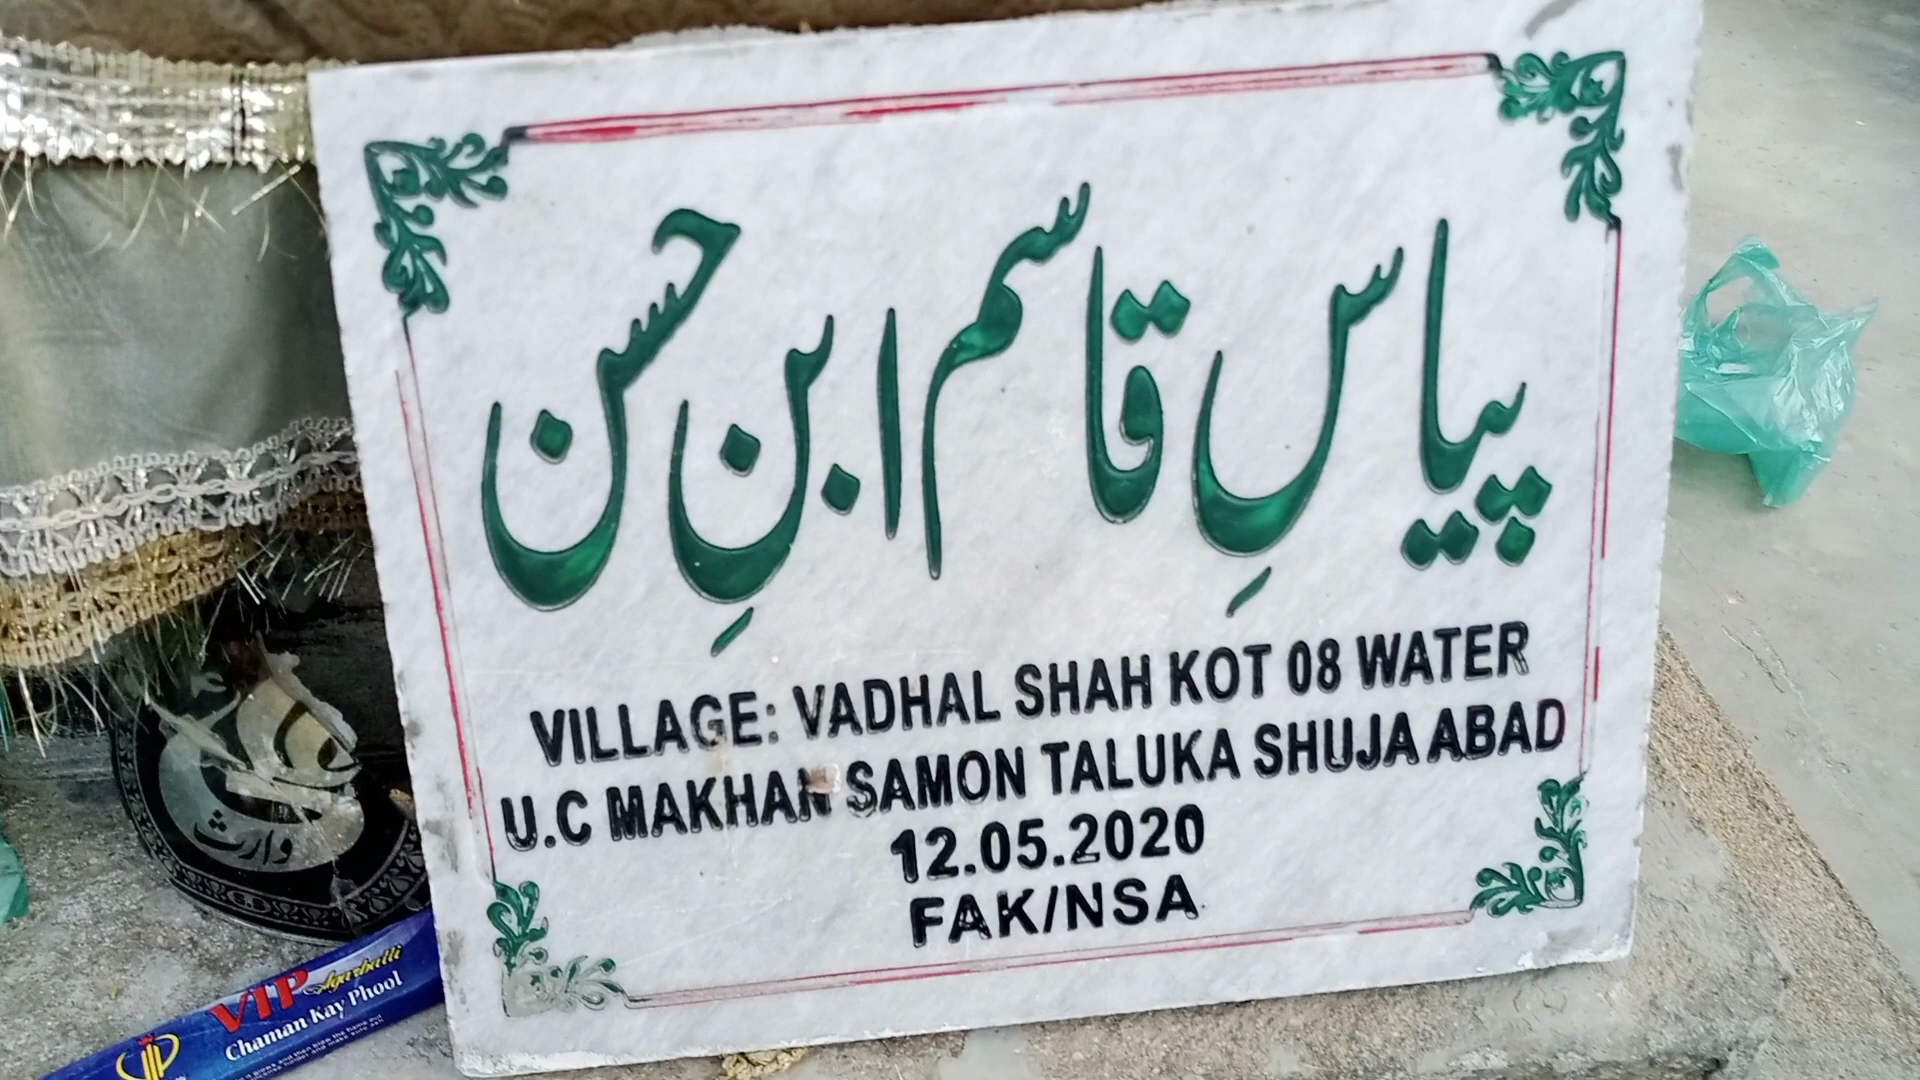 پیاسِ قاسم ابنِ حسن
VILLAGE: VADHAL SHAH KOT 08 WATER
U.C MAKHAN SAMON TALUKA SHUJA ABAD
12.05.2020
FAK/NSA
وارث
VIP Agarbatti
Chaman Kay Phool